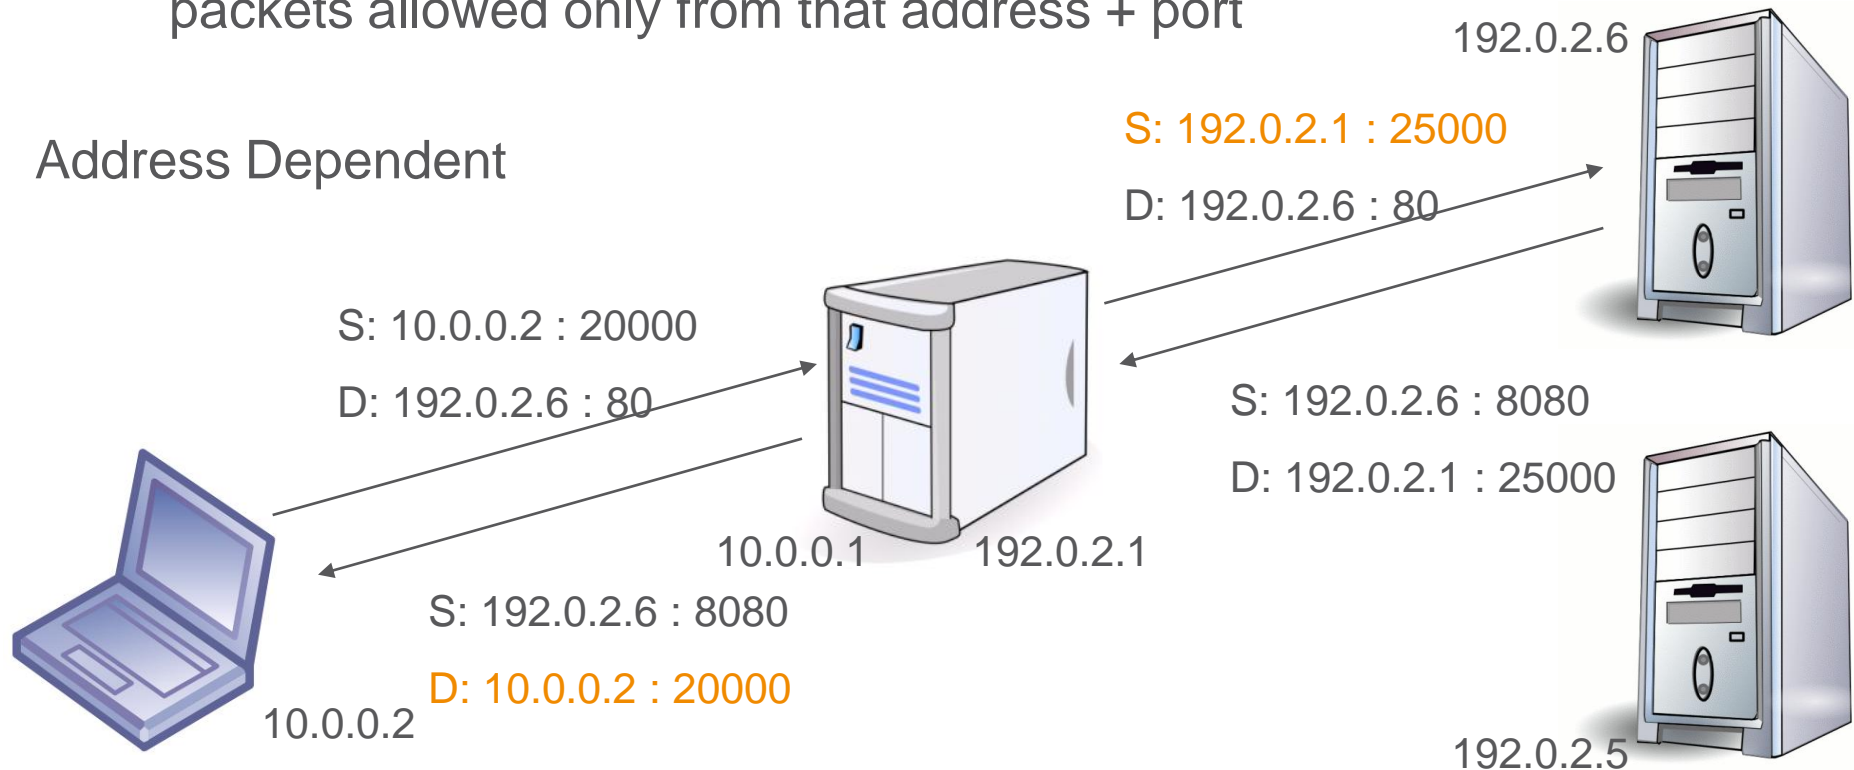 packets allowed only from that address + port
192.0.2.6
S: 192.0.2.1 : 25000
Address Dependent
D: 192.0.2.6 : 80
S: 10.0.0.2 : 20000
D: 192.0.2.6 : 80
S: 192.0.2.6 : 8080
D: 192.0.2.1 : 25000
10.0.0.1
192.0.2.1
S: 192.0.2.6 : 8080
D: 10.0.0.2 : 20000
10.0.0.2
192.0.2.5